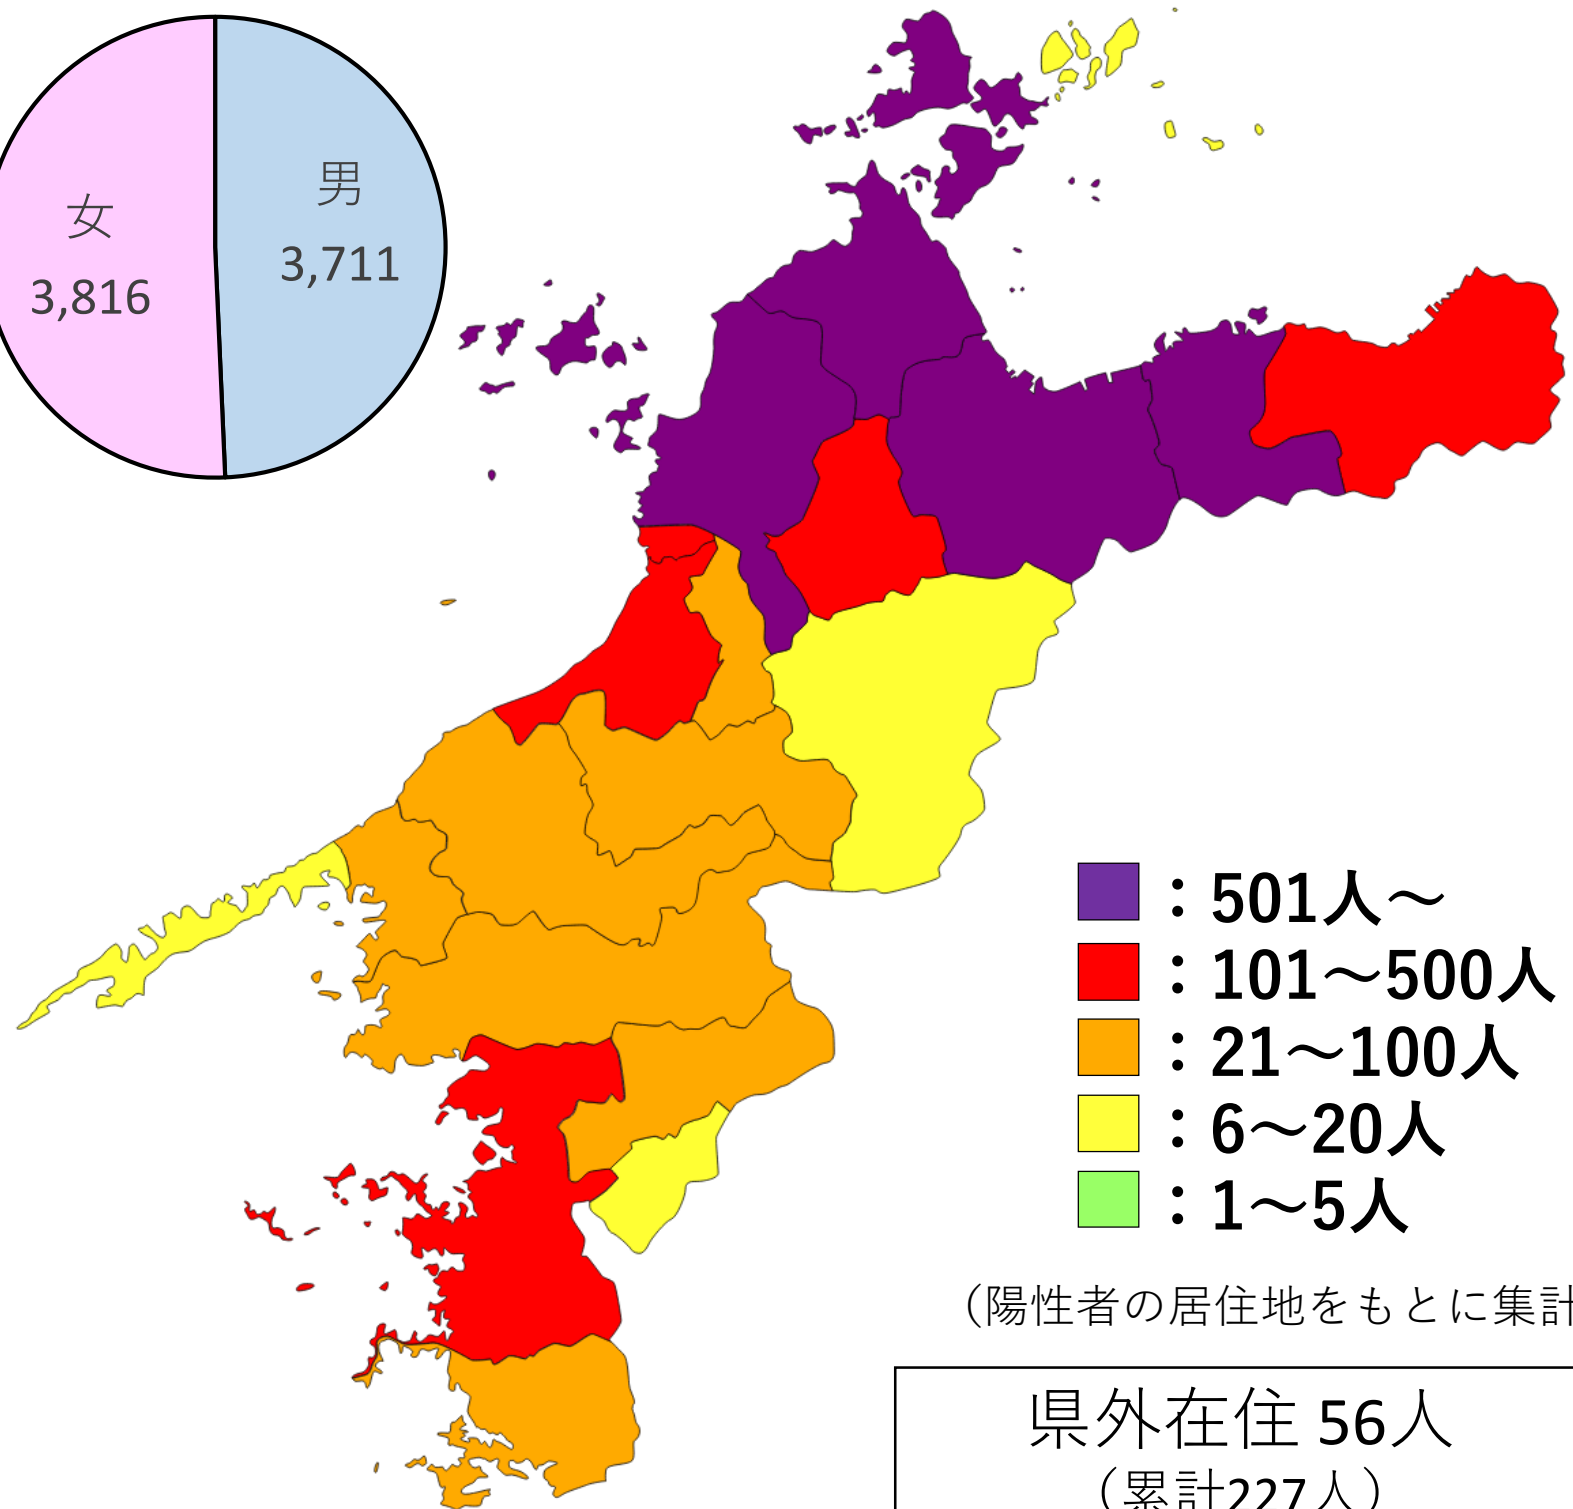 男
3,711
女
3,816
：501人～
：101～500人
：21～100人
：6～20人
：1～5人
（陽性者の居住地をもとに集計
県外在住 56人
（累計227人）